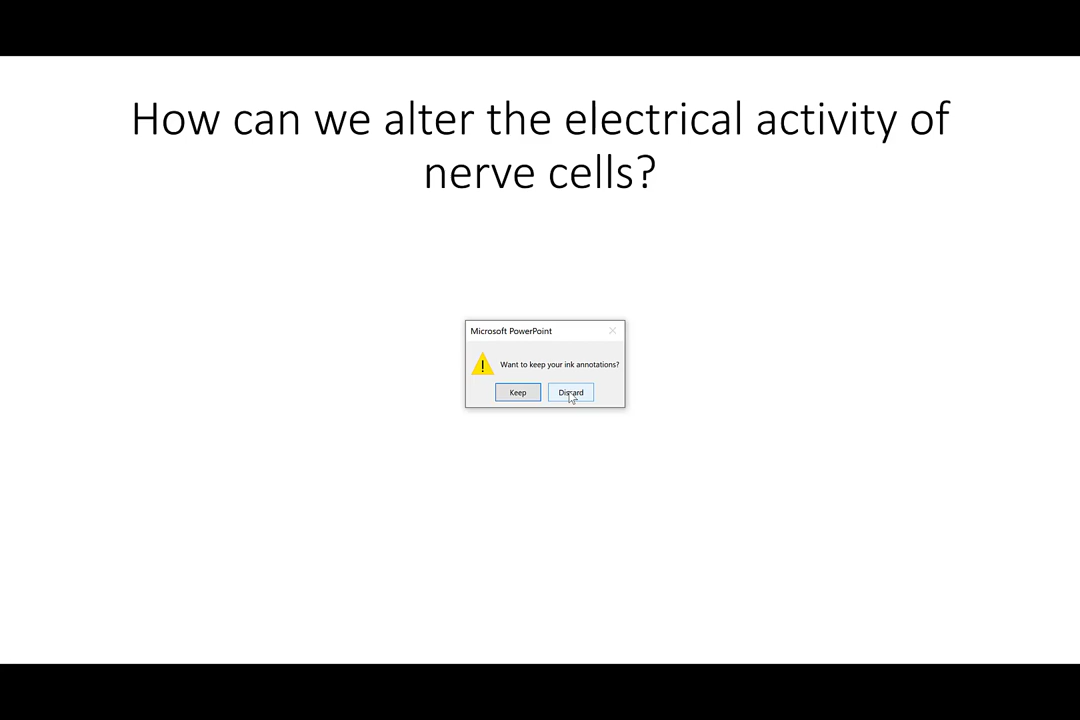 How can we alter the electrical activity of
nerve cells?
Microsoft PowerPoint
Want to keep your ink annotations?
Keep Discard